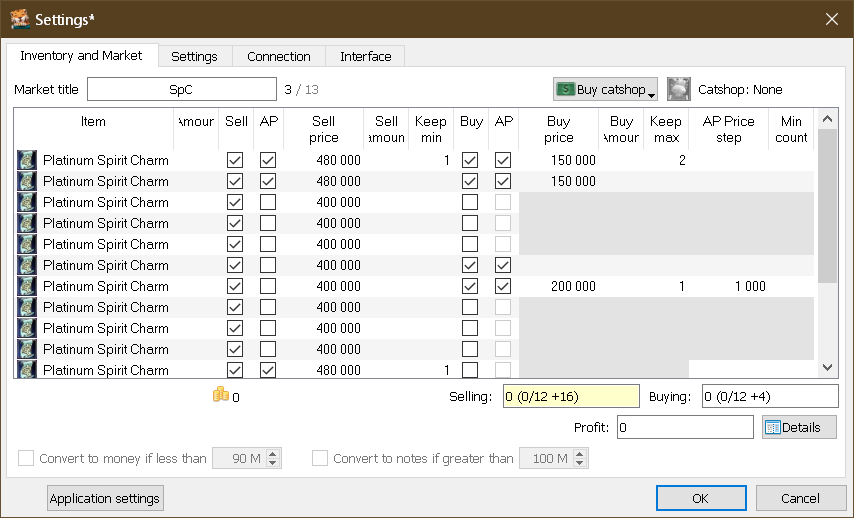 Settings*
Inventory and Market Settings Connection Interface
Market title SpC 3 / 13 Buy catshop Catshop: None
Item Amour Sell AP Sell price Sell amoun Keep min Buy AP Buy price Buy Amour Keep max AP Price step Min count
Platinum Spirit Charm 480 000 1 150 000 2
Platinum Spirit Charm 480 000 150 000
Platinum Spirit Charm 400 000
Platinum Spirit Charm 400 000
Platinum Spirit Charm 400 000
Platinum Spirit Charm 400 000
Platinum Spirit Charm 400 000 200 000 1 1 000
Platinum Spirit Charm 400 000
Platinum Spirit Charm 400 000
Platinum Spirit Charm 400 000
Platinum Spirit Charm 480 000 1
0 Selling: 0 (0/12 +16) Buying: 0 (0/12 +4)
Profit: 0 Details
Convert to money if less than 90 M Convert to notes if greater than 100 M
Application settings OK Cancel